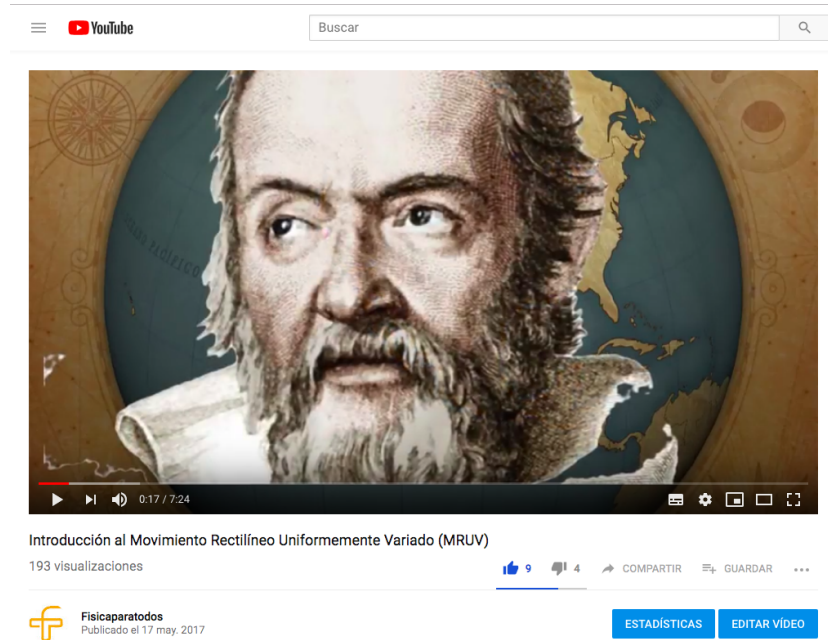 YouTube
Buscar
PACÍFICO
0:17 / 7:24
Introducción al Movimiento Rectilíneo Uniformemente Variado (MRUV)
193 visualizaciones
9
4
COMPARTIR
GUARDAR
Fisicaparatodos
Publicado el 17 may. 2017
ESTADÍSTICAS
EDITAR VÍDEO